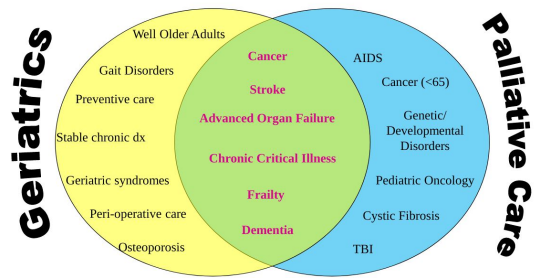 Geriatrics
Well Older Adults
Gait Disorders
Preventive care
Stable chronic dx
Geriatric syndromes
Peri-operative care
Osteoporosis
Cancer
Stroke
Advanced Organ Failure
Chronic Critical Illness
Frailty
Dementia
AIDS
Cancer (<65)
Genetic/
Developmental
Disorders
Pediatric Oncology
Cystic Fibrosis
TBI
Palliative Care